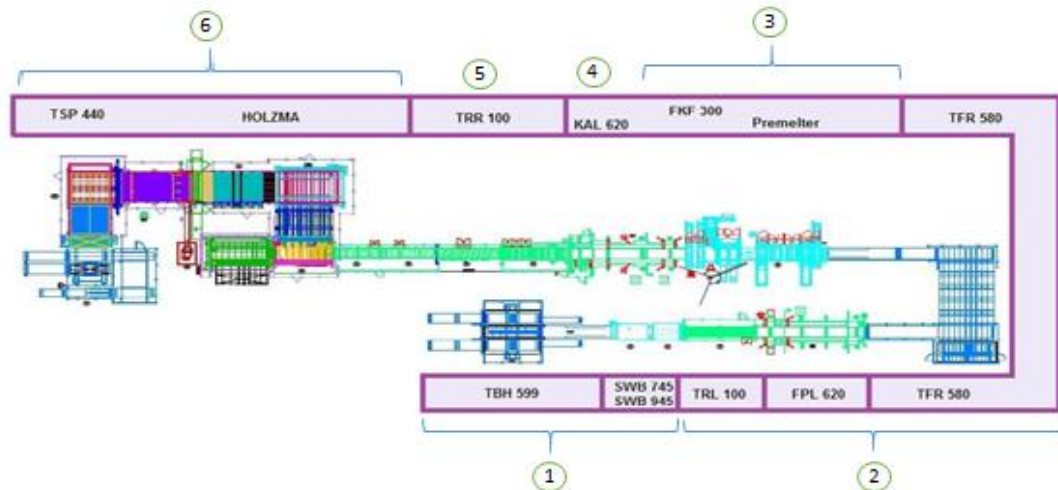 6
3
5
4
TSP 440
HOLZMA
TRR 100
KAL 620
FKF 300
Premelter
TFR 580
TBH 599
SWB 745
SWB 945
TRL 100
FPL 620
TFR 580
1
2